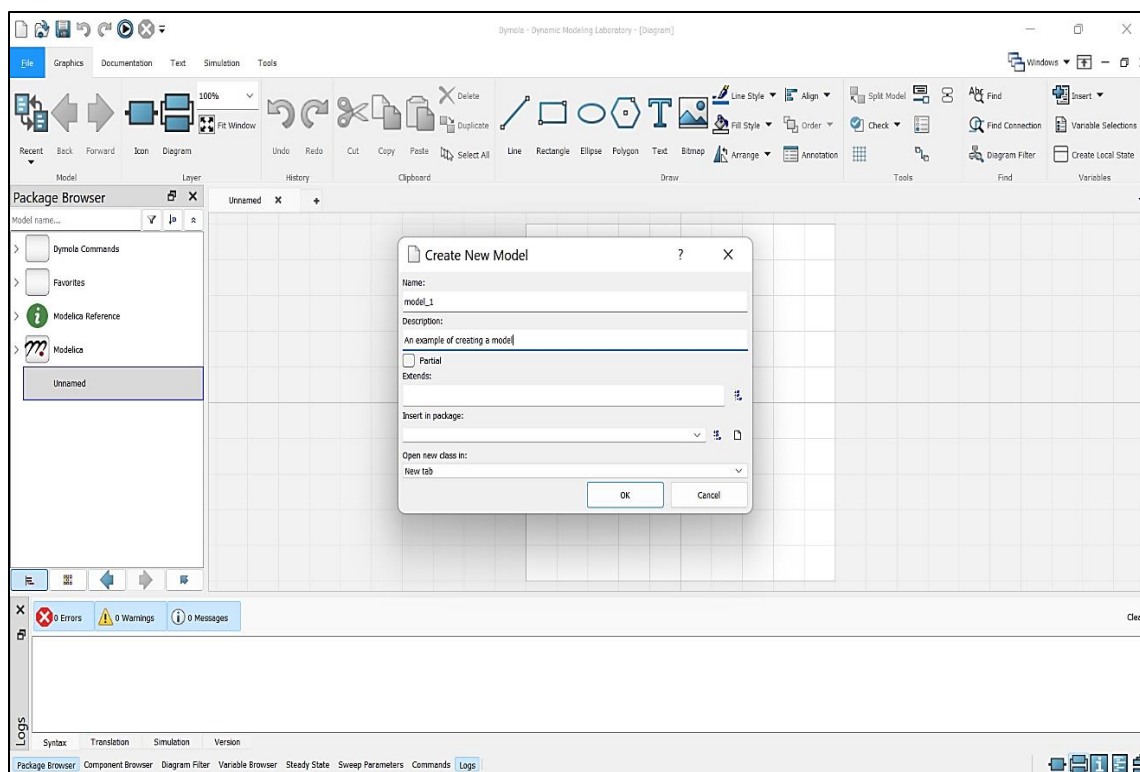 Dymola - Dynamic Modeling Laboratory - [Diagram]
File Graphics Documentation Text Simulation Tools
Windows
100%
Fit Window
Delete
Duplicate
Select All
Line Style
Fill Style
Arrange
Align
Order
Annotation
Split Model
Check
Find
Find Connection
Diagram Filter
Insert
Variable Selections
Create Local State
Recent Back Forward Icon Diagram Undo Redo Cut Copy Paste Line Rectangle Ellipse Polygon Text Bitmap
Model Layer History Clipboard Draw Tools Find Variables
Package Browser
Unnamed
Model name...
Dymola Commands
Favorites
Modelica Reference
Modelica
Unnamed
Create New Model
Name:
model_1
Description:
An example of creating a model
Partial
Extends:
Insert in package:
Open new class in:
New tab
OK Cancel
0 Errors 0 Warnings 0 Messages
Clea
Logs
Syntax Translation Simulation Version
Package Browser Component Browser Diagram Filter Variable Browser Steady State Sweep Parameters Commands Logs